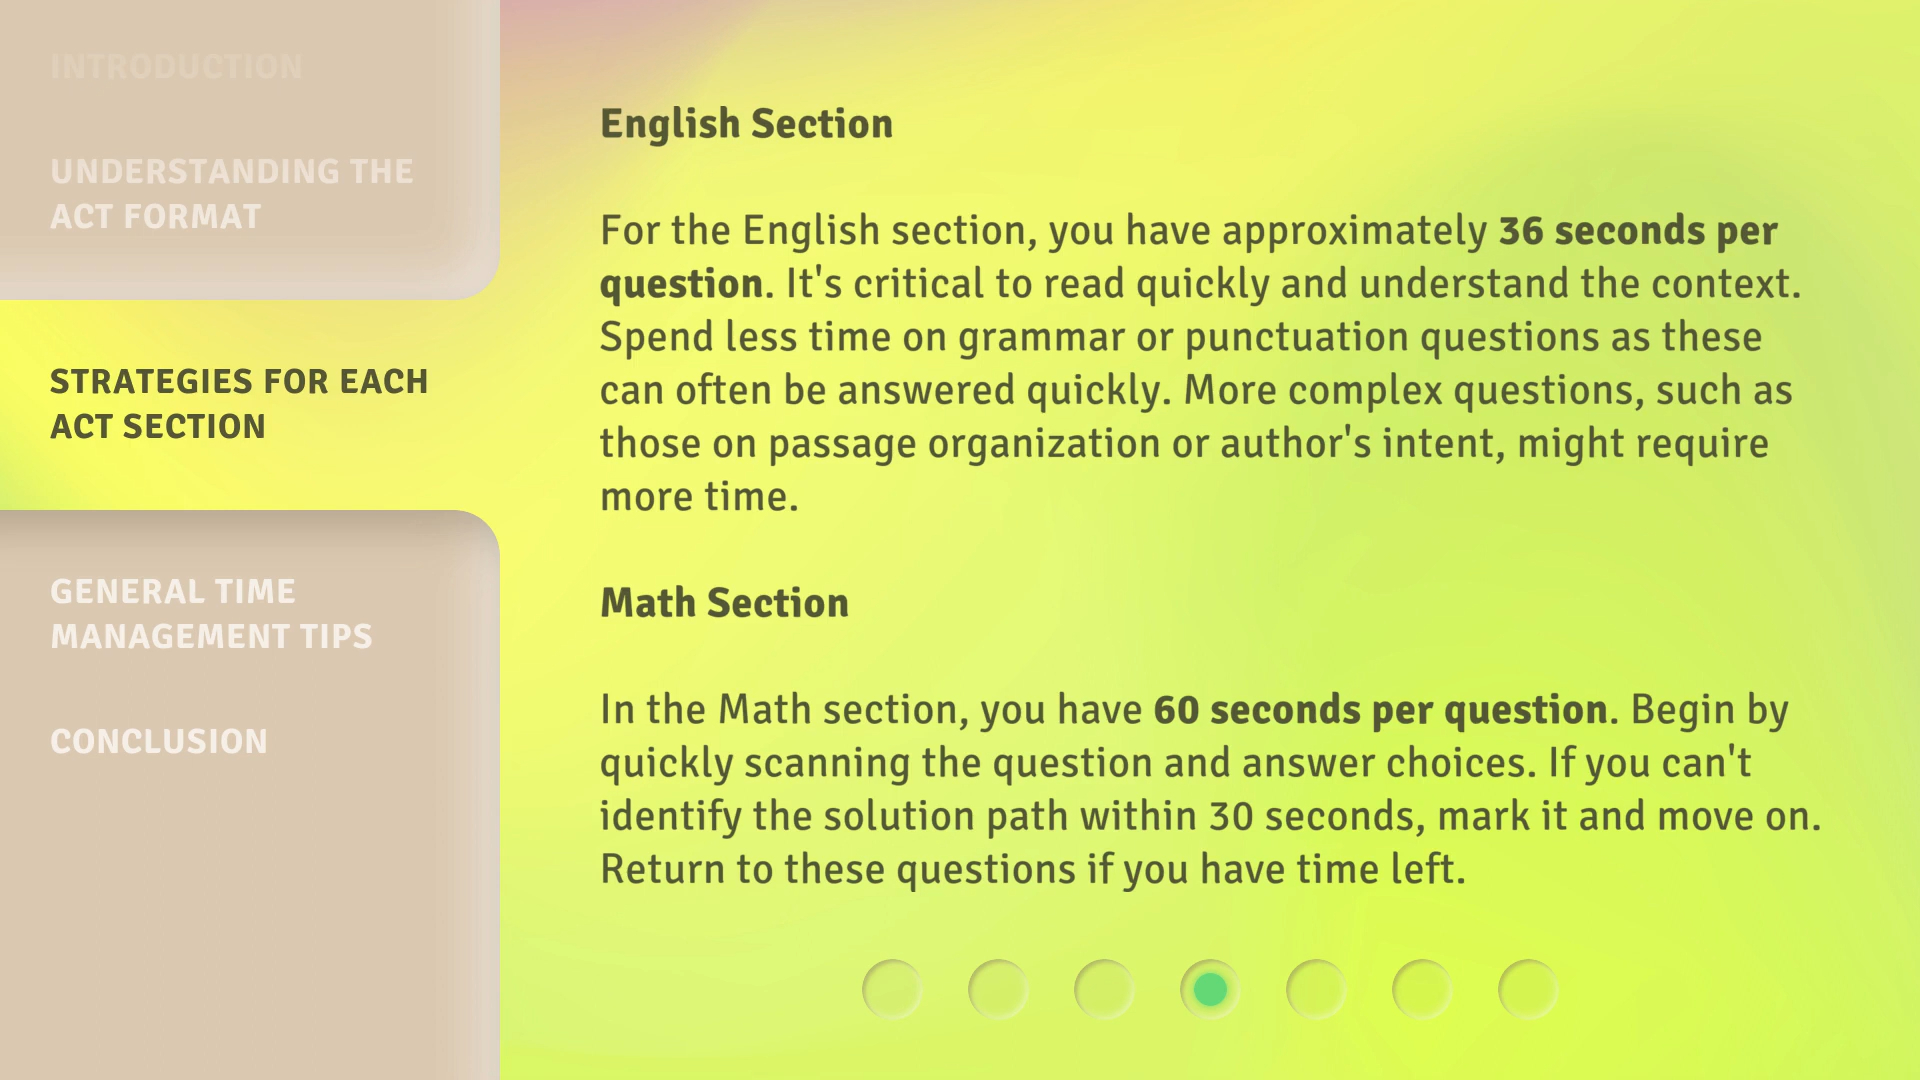 INTRODUCTION
UNDERSTANDING THE
ACT FORMAT
STRATEGIES FOR EACH
ACT SECTION
GENERAL TIME
MANAGEMENT TIPS
CONCLUSION
English Section
For the English section, you have approximately 36 seconds per
question. It's critical to read quickly and understand the context.
Spend less time on grammar or punctuation questions as these
can often be answered quickly. More complex questions, such as
those on passage organization or author's intent, might require
more time.
Math Section
In the Math section, you have 60 seconds per question. Begin by
quickly scanning the question and answer choices. If you can't
identify the solution path within 30 seconds, mark it and move on.
Return to these questions if you have time left.